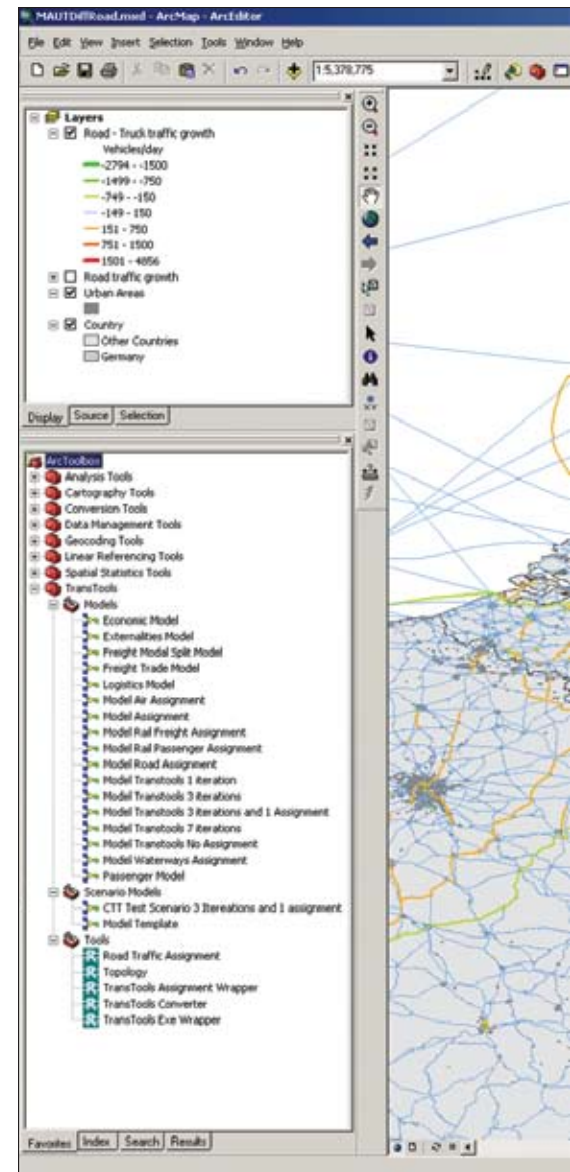 MAUTDiffRoad.mxd - ArcMap - ArcEditor
File Edit View Insert Selection Tools Window Help
1:5,378,775
Layers
Road - Truck traffic growth
Vehicles/day
-2794 - -1500
-1499 - -750
-749 - -150
-149 - 150
151 - 750
751 - 1500
1501 - 4856
Road traffic growth
Urban Areas
Country
Other Countries
Germany
Display Source Selection
ArcToolbox
Analysis Tools
Cartography Tools
Conversion Tools
Data Management Tools
Geocoding Tools
Linear Referencing Tools
Spatial Statistics Tools
TransTools
Models
Economic Model
Externalities Model
Freight Modal Split Model
Freight Trade Model
Logistics Model
Model Air Assignment
Model Assignment
Model Rail Freight Assignment
Model Rail Passenger Assignment
Model Road Assignment
Model Transtools 1 iteration
Model Transtools 3 iterations
Model Transtools 3 iterations and 1 Assignment
Model Transtools 7 iterations
Model Transtools No Assignment
Model Waterways Assignment
Passenger Model
Scenario Models
CTT Test Scenario 3 Itereations and 1 assignment
Model Template
Tools
Road Traffic Assignment
Topology
TransTools Assignment Wrapper
TransTools Converter
TransTools Exe Wrapper
Favorites Index Search Results